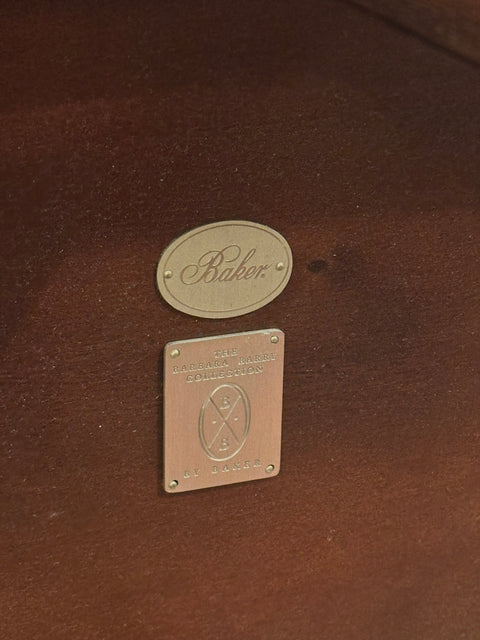 Baker.
THE
BARBARA BARRY
COLLECTION
B
B
BY BAKER